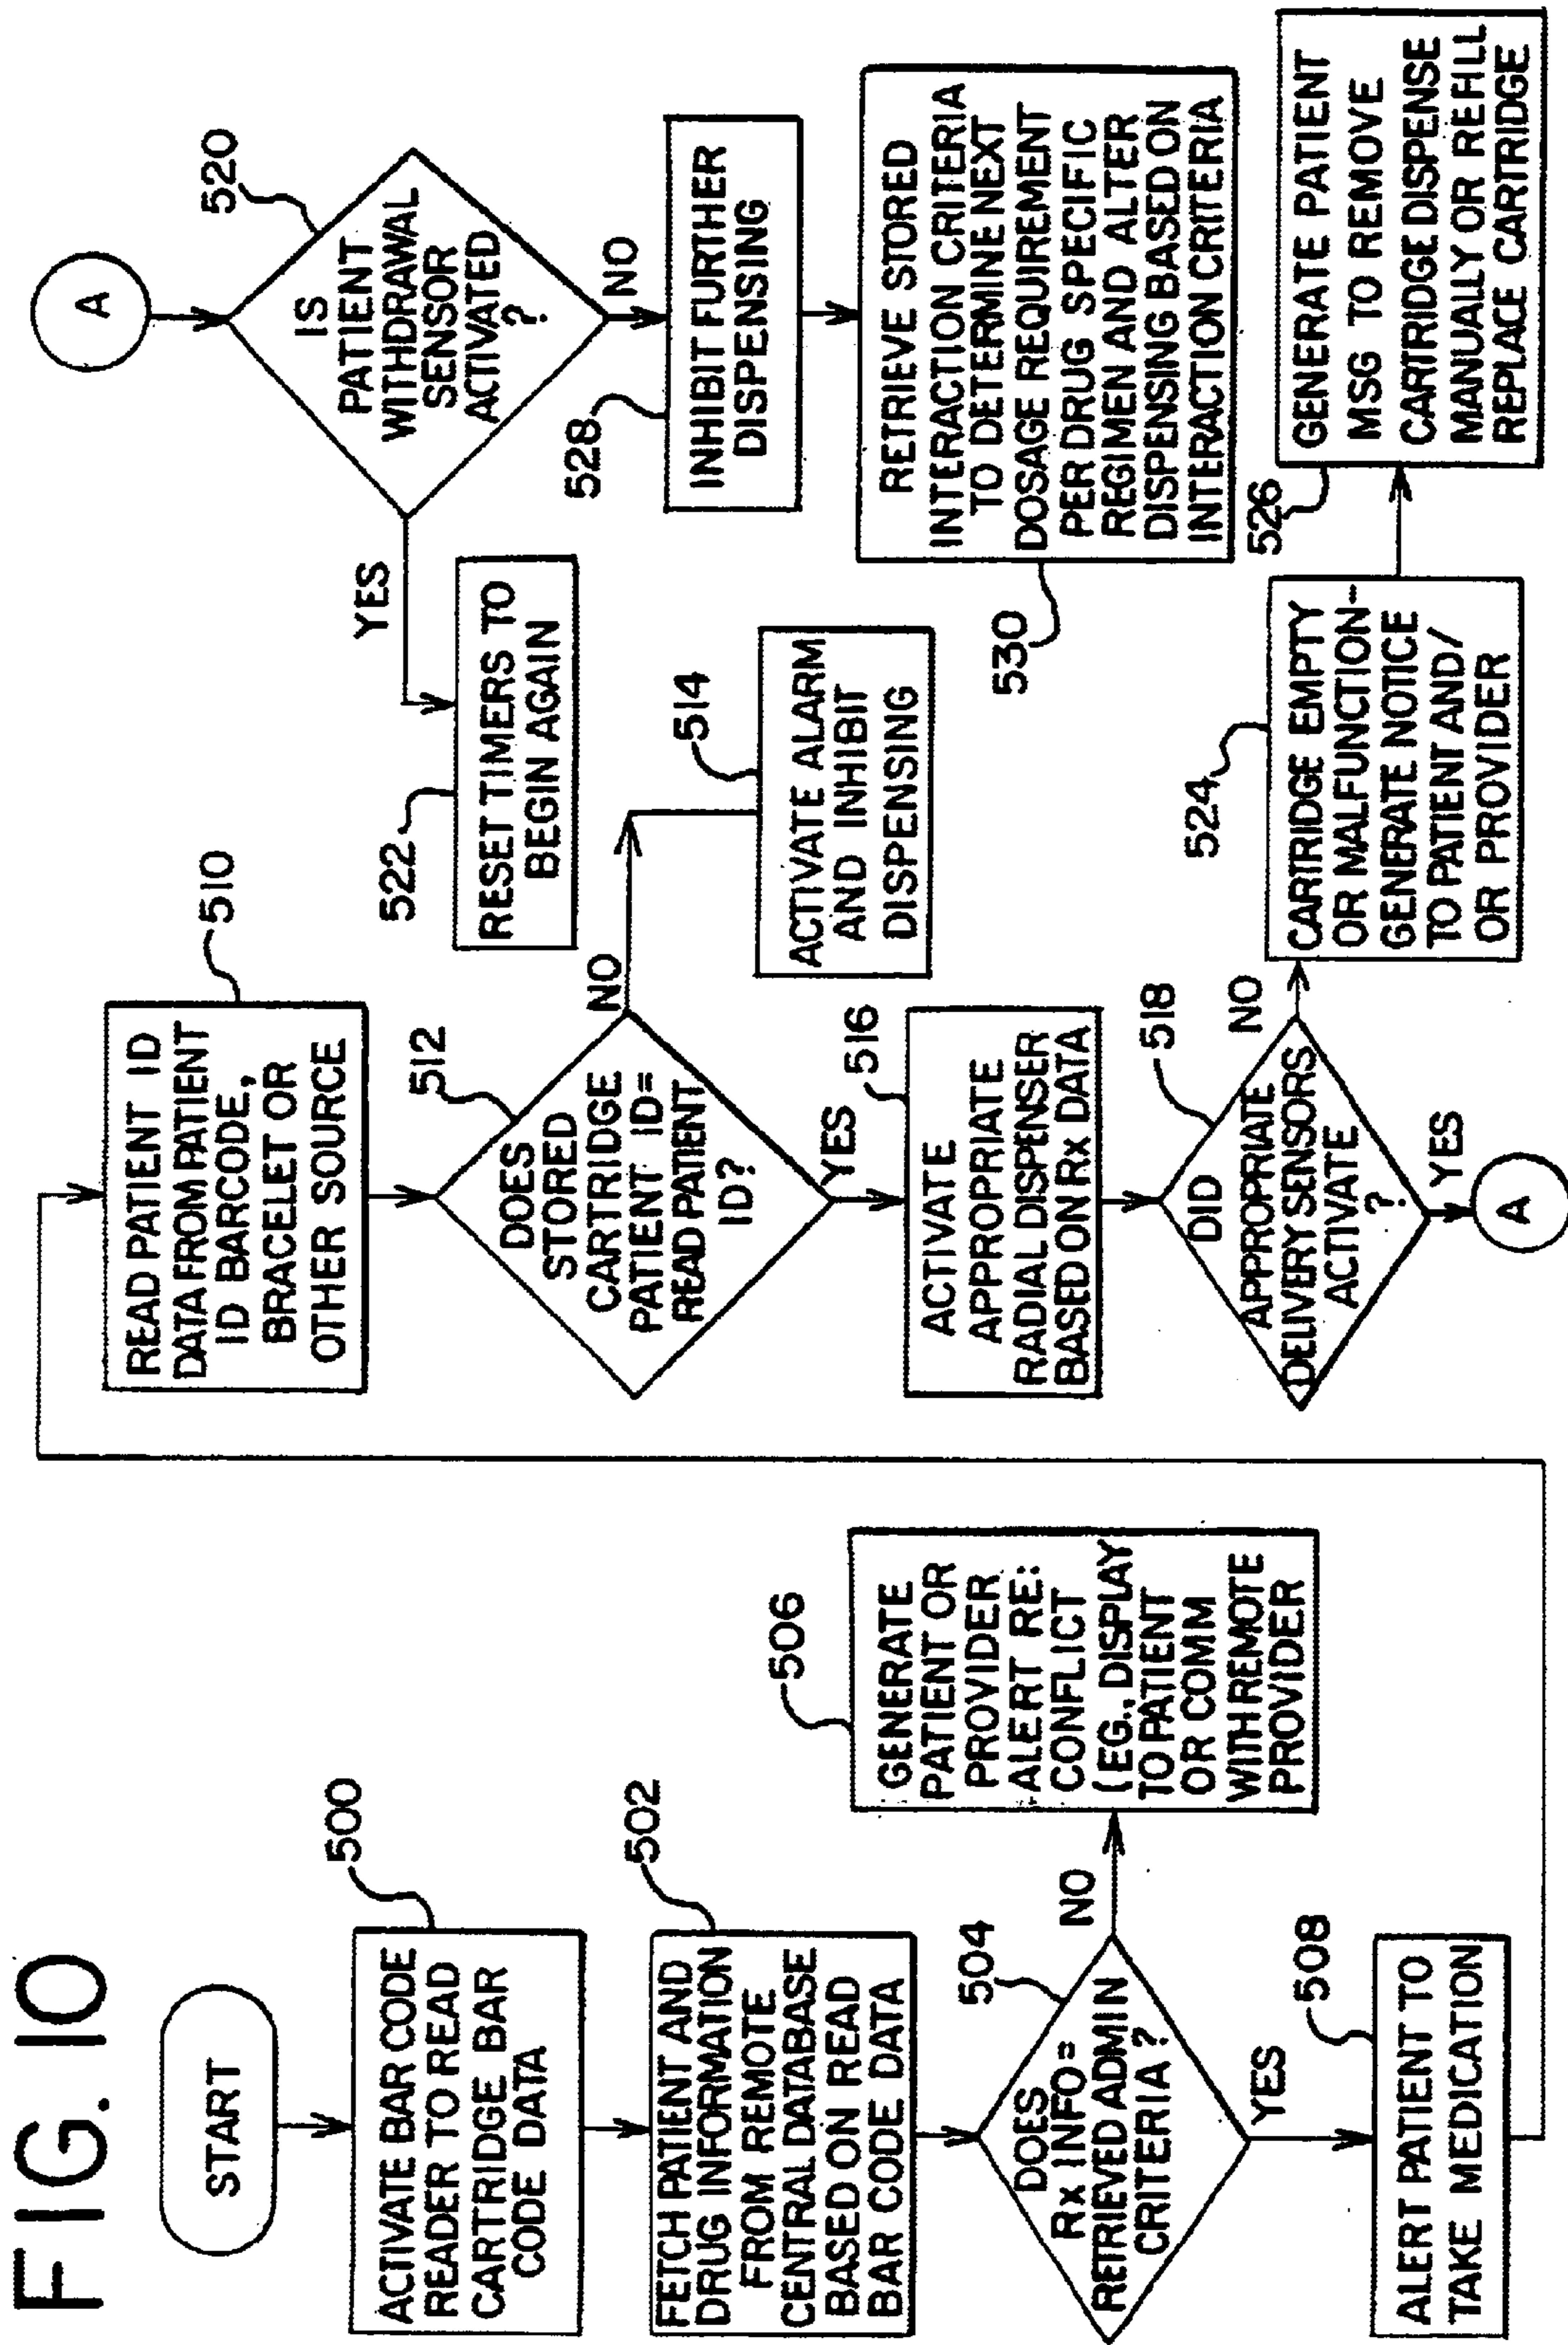 FIG. 10
START
500
ACTIVATE BAR CODE
READER TO READ
CARTRIDGE BAR
CODE DATA
502
FETCH PATIENT AND
DRUG INFORMATION
FROM REMOTE
CENTRAL DATABASE
BASED ON READ
BAR CODE DATA
504
DOES
Rx INFO=
RETRIEVED ADMIN
CRITERIA ?
NO
506
GENERATE
PATIENT OR
PROVIDER
ALERT RE:
CONFLICT
(EG., DISPLAY
TO PATIENT
OR COMM
WITH REMOTE
PROVIDER
YES
508
ALERT PATIENT TO
TAKE MEDICATION
510
READ PATIENT ID
DATA FROM PATIENT
ID BARCODE,
BRACELET OR
OTHER SOURCE
512
DOES
STORED
CARTRIDGE
PATIENT ID=
READ PATIENT
ID?
NO
514
ACTIVATE ALARM
AND INHIBIT
DISPENSING
YES
516
ACTIVATE
APPROPRIATE
RADIAL DISPENSER
BASED ON Rx DATA
518
DID
APPROPRIATE
DELIVERY SENSORS
ACTIVATE
?
NO
524
CARTRIDGE EMPTY
OR MALFUNCTION-
GENERATE NOTICE
TO PATIENT AND/
OR PROVIDER
526
GENERATE PATIENT
MSG TO REMOVE
CARTRIDGE DISPENSE
MANUALLY OR REFILL
REPLACE CARTRIDGE
YES
A
A
520
IS
PATIENT
WITHDRAWAL
SENSOR
ACTIVATED
?
YES
522
RESET TIMERS TO
BEGIN AGAIN
NO
528
INHIBIT FURTHER
DISPENSING
530
RETRIEVE STORED
INTERACTION CRITERIA
TO DETERMINE NEXT
DOSAGE REQUIREMENT
PER DRUG SPECIFIC
REGIMEN AND ALTER
DISPENSING BASED ON
INTERACTION CRITERIA